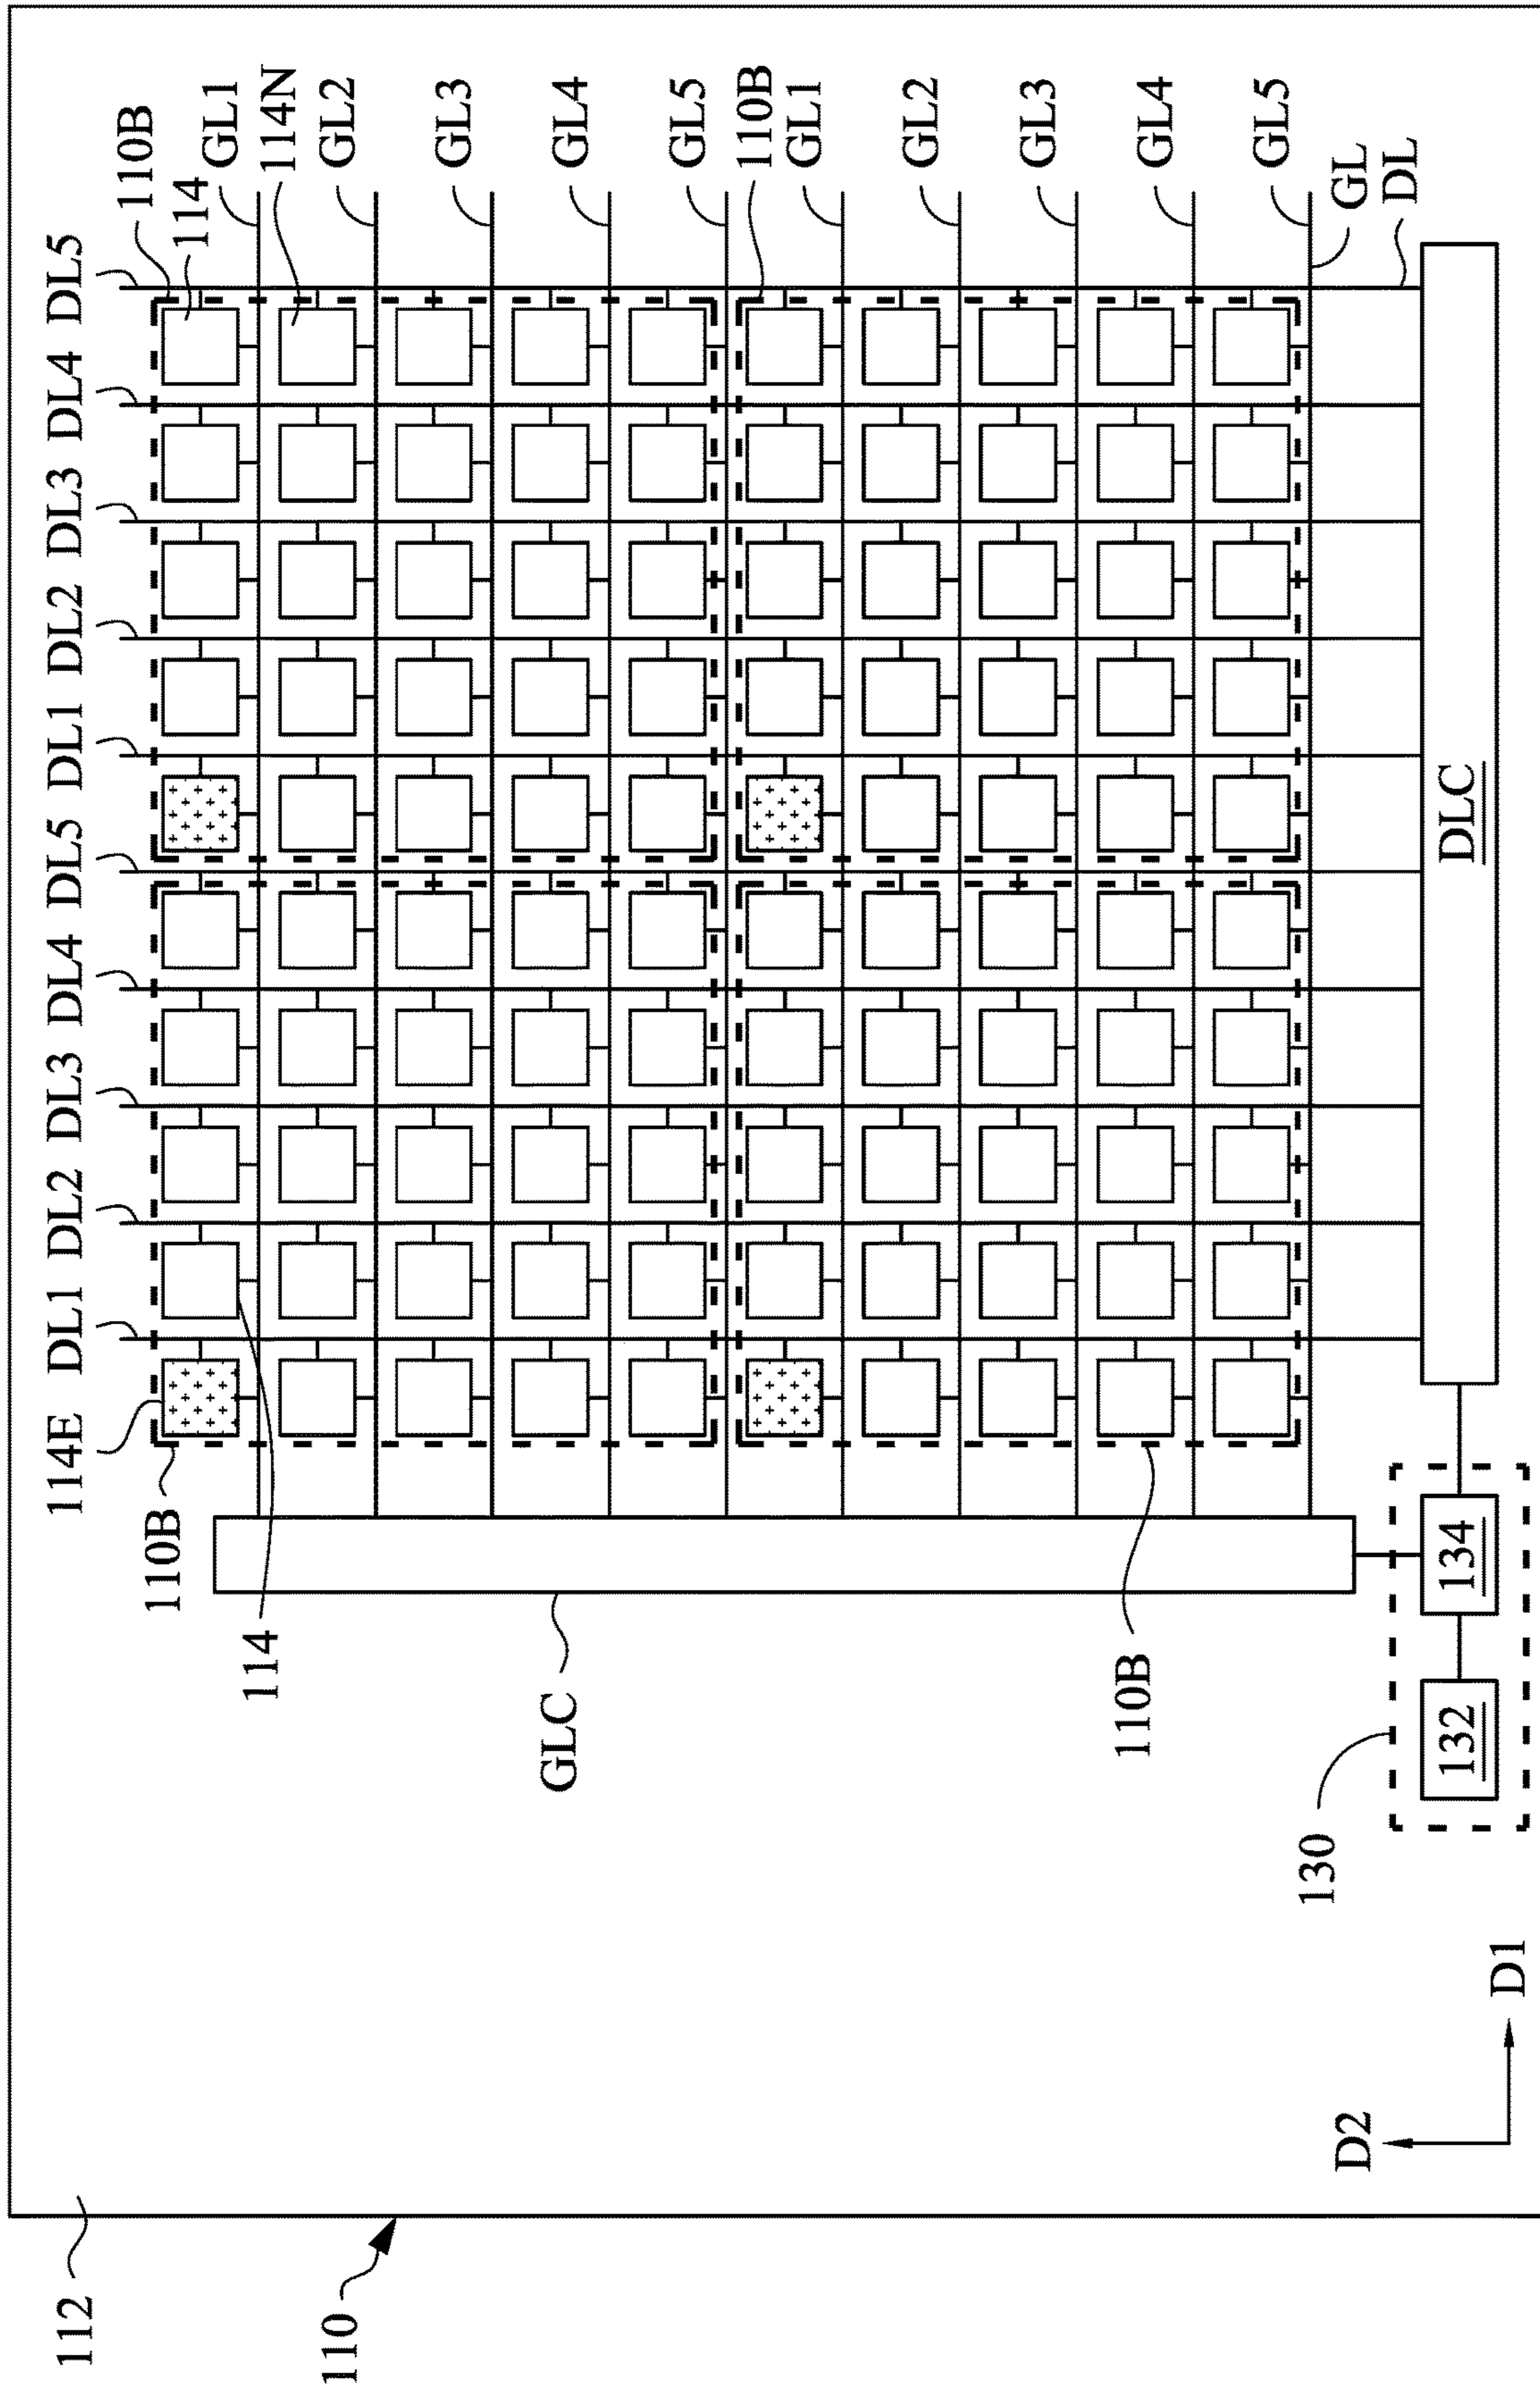 112
114E DL1 DL2 DL3 DL4 DL5 DL1 DL2 DL3 DL4 DL5
110B
110B
114
GL1
114
114N
110
GL2
GL3
GLC
GL4
GL5
110B
GL1
GL2
GL3
110B
GL4
GL5
130
D2
GL
DL
132
134
DLC
D1